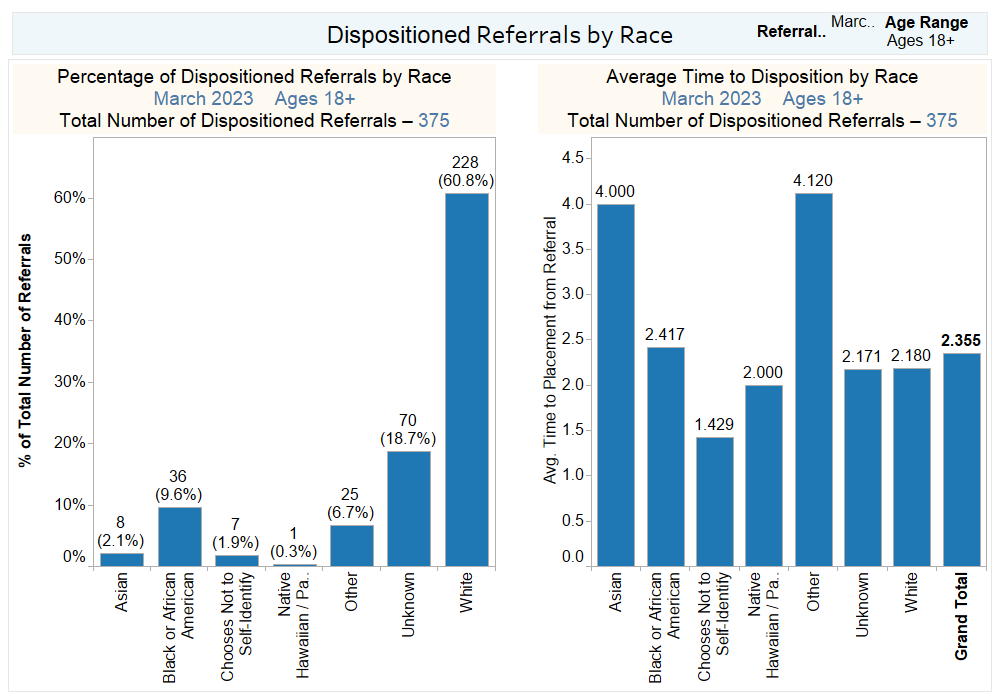 Dispositioned Referrals by Race
Referral..
Marc..
Age Range
Ages 18+
Percentage of Dispositioned Referrals by Race
March 2023 Ages 18+
Total Number of Dispositioned Referrals – 375
% of Total Number of Referrals
60%
50%
40%
30%
20%
10%
0%
8
(2.1%)
36
(9.6%)
7
(1.9%)
1
(0.3%)
25
(6.7%)
70
(18.7%)
228
(60.8%)
Asian
Black or African
American
Chooses Not to
Self-Identify
Native
Hawaiian / Pa..
Other
Unknown
White
Average Time to Disposition by Race
March 2023 Ages 18+
Total Number of Dispositioned Referrals – 375
Avg. Time to Placement from Referral
4.5
4.0
3.5
3.0
2.5
2.0
1.5
1.0
0.5
0.0
4.000
2.417
1.429
2.000
4.120
2.171
2.180
2.355
Asian
Black or African
American
Chooses Not to
Self-Identify
Native
Hawaiian / Pa..
Other
Unknown
White
Grand Total